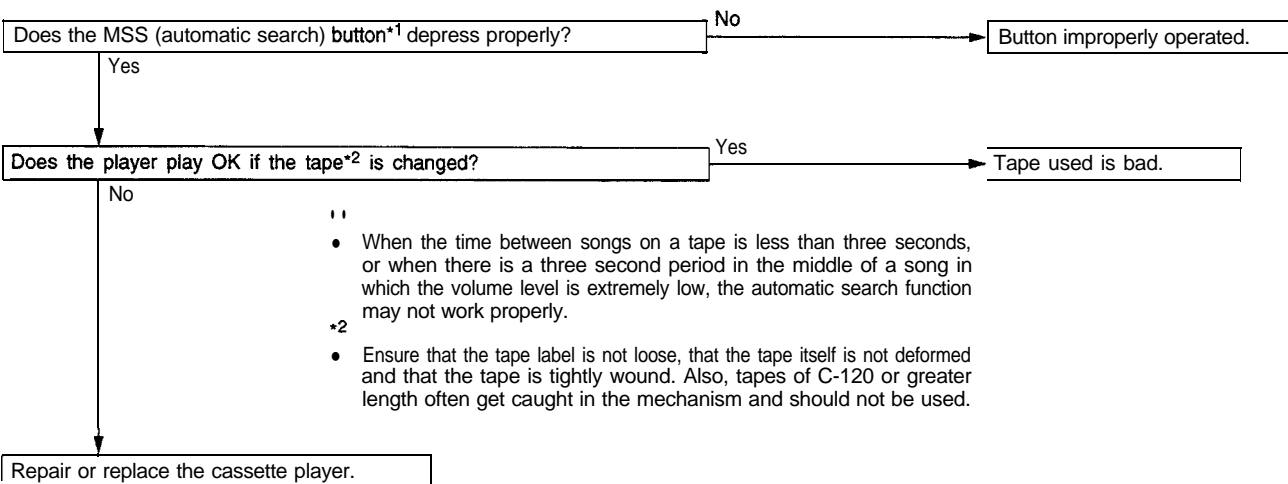 No
Does the MSS (automatic search) button*1 depress properly?
Button improperly operated.
Yes
Does the player play OK if the tape*2 is changed?
Yes
Tape used is bad.
No
● When the time between songs on a tape is less than three seconds,
or when there is a three second period in the middle of a song in
which the volume level is extremely low, the automatic search function
may not work properly.
*2
● Ensure that the tape label is not loose, that the tape itself is not deformed
and that the tape is tightly wound. Also, tapes of C-120 or greater
length often get caught in the mechanism and should not be used.
Repair or replace the cassette player.